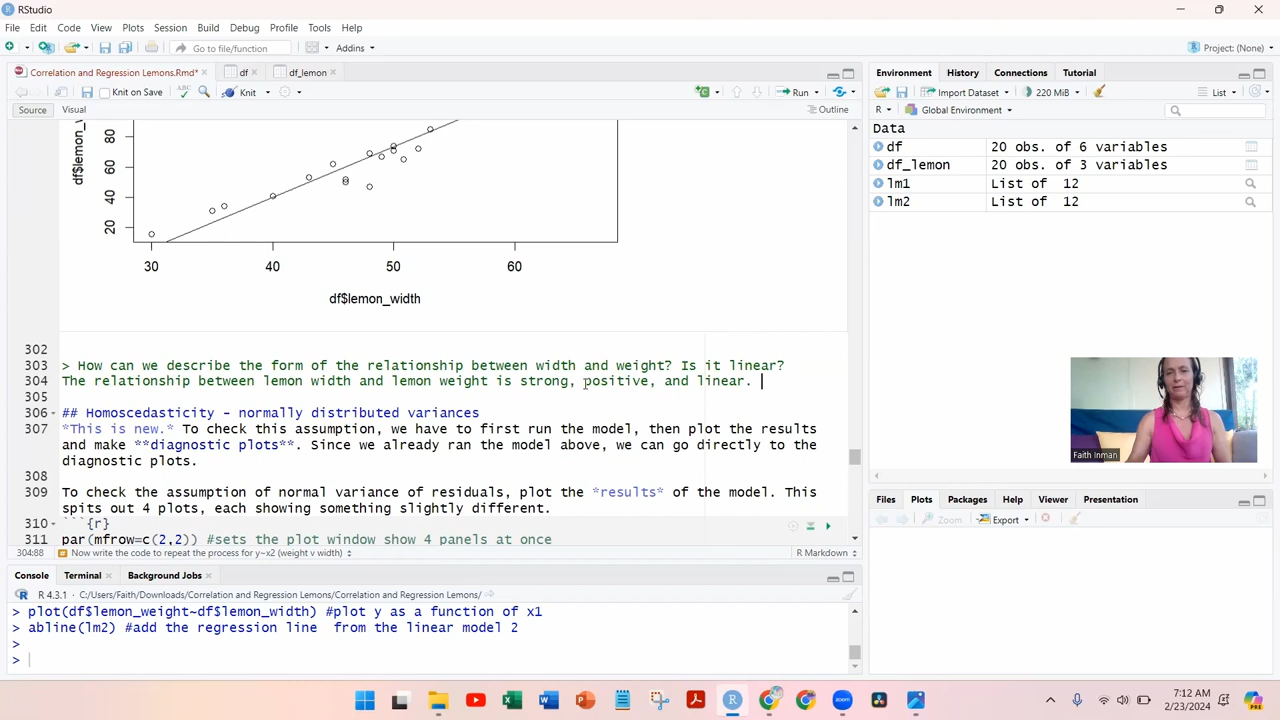 RStudio
File Edit Code View Plots Session Build Debug Profile Tools Help
Go to file/function
Addins
Project: (None)
Correlation and Regression Lemons.Rmd*
df
df_lemon
Knit on Save
Knit
Run
Source Visual
Outline
df$lemon_w
80
60
40
20
30 40 50 60
df$lemon_width
302
303 > How can we describe the form of the relationship between width and weight? Is it linear?
304 The relationship between lemon width and lemon weight is strong, positive, and linear.
305
306 ## Homoscedasticity - normally distributed variances
307 *This is new.* To check this assumption, we have to first run the model, then plot the results
and make **diagnostic plots**. Since we already ran the model above, we can go directly to the
diagnostic plots.
308
309 To check the assumption of normal variance of residuals, plot the *results* of the model. This
spits out 4 plots, each showing something slightly different.
310 ```{r}
311 par(mfrow=c(2,2)) #sets the plot window show 4 panels at once
304:88 Now write the code to repeat the process for y~x2 (weight v width) R Markdown
Console Terminal Background Jobs
R 4.3.1 · C:/Users/Faith/Downloads/Correlation and Regression Lemons/Correlation and Regression Lemons/
> plot(df$lemon_weight~df$lemon_width) #plot y as a function of x1
> abline(lm2) #add the regression line  from the linear model 2
>
>
Environment History Connections Tutorial
Import Dataset 220 MiB List
R Global Environment
Data
df 20 obs. of 6 variables
df_lemon 20 obs. of 3 variables
lm1 List of  12
lm2 List of  12
Faith Inman
Files Plots Packages Help Viewer Presentation
Zoom Export
7:12 AM
2/23/2024